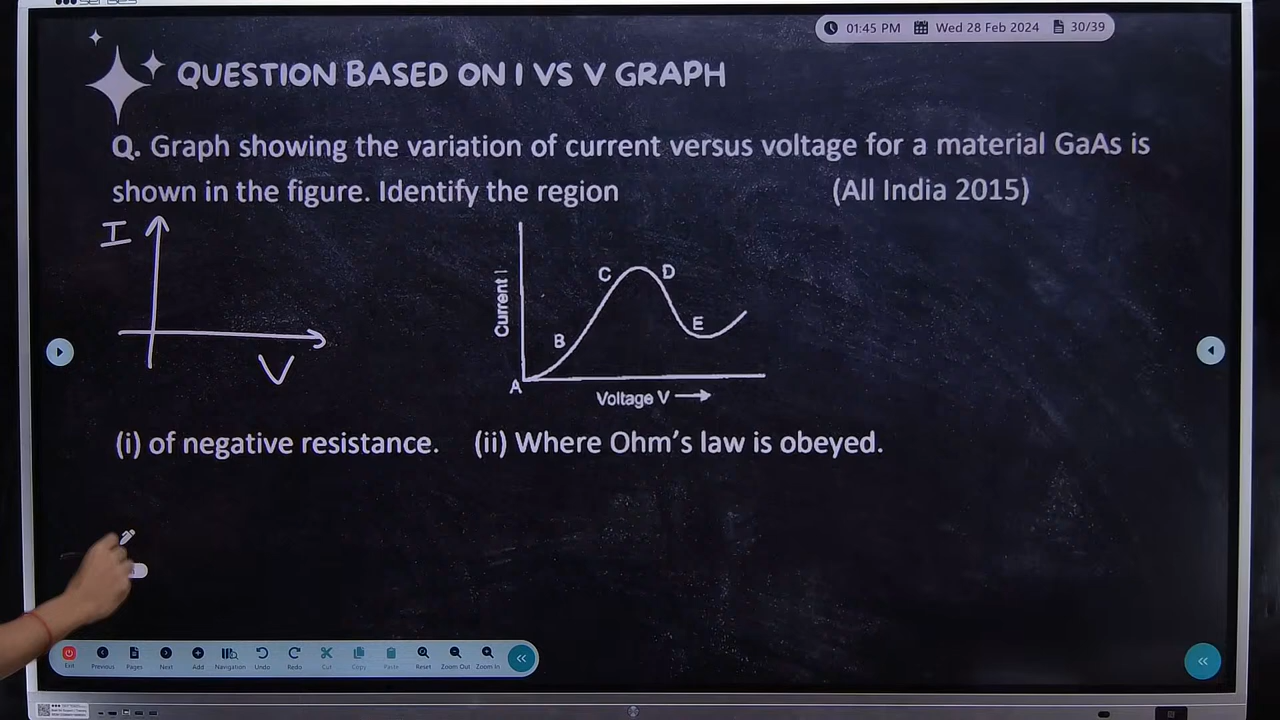 01:45 PM Wed 28 Feb 2024 30/39
QUESTION BASED ON I VS V GRAPH
Q. Graph showing the variation of current versus voltage for a material GaAs is
shown in the figure. Identify the region (All India 2015)
I
V
Current I
C
D
B
E
A
Voltage V
(i) of negative resistance. (ii) Where Ohm's law is obeyed.
Exit Previous Pages Next Add Navigation Undo Redo Cut Copy Paste Reset Zoom Out Zoom In